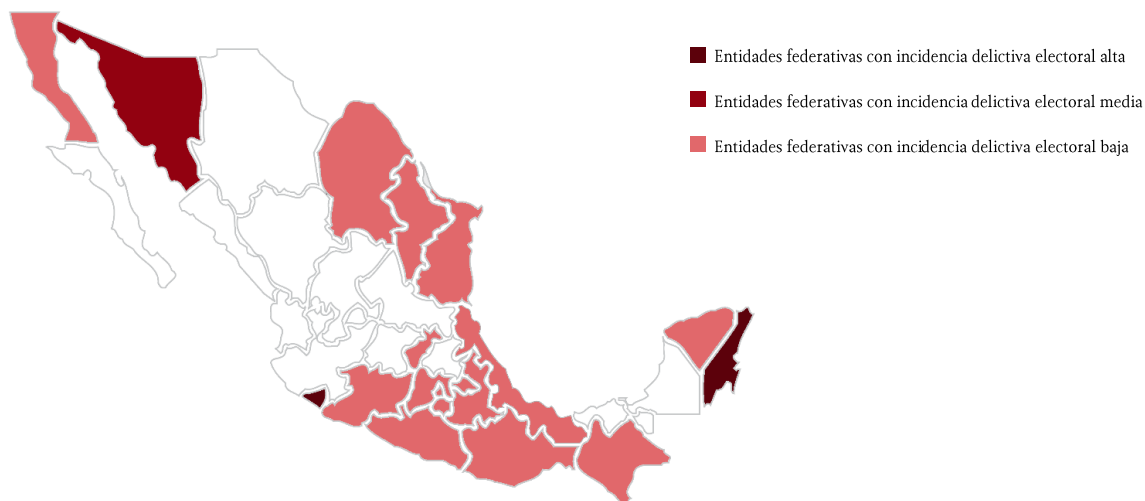 Entidades federativas con incidencia delictiva electoral alta
Entidades federativas con incidencia delictiva electoral media
Entidades federativas con incidencia delictiva electoral baja